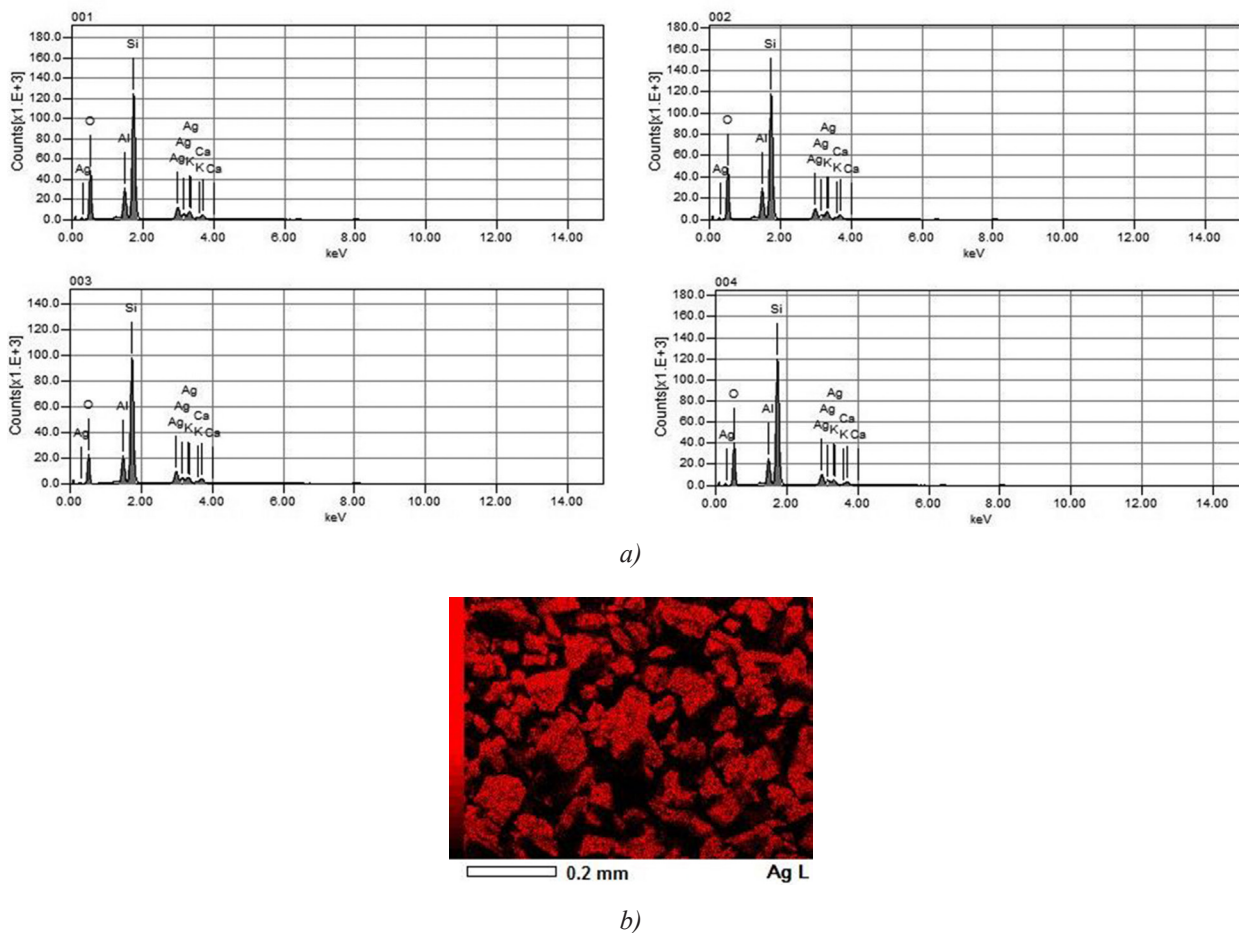 001
180.0
160.0
140.0
120.0
100.0
80.0
60.0
40.0
20.0
0.0
Counts[x1.E+3]
Si
O
Al
Ag
Ag
Ag
Ag
K
Ca
K
Ca
0.00 2.00 4.00 6.00 8.00 10.00 12.00 14.00
keV
002
180.0
160.0
140.0
120.0
100.0
80.0
60.0
40.0
20.0
0.0
Counts[x1.E+3]
Si
O
Al
Ag
Ag
Ag
Ag
K
Ca
K
Ca
0.00 2.00 4.00 6.00 8.00 10.00 12.00 14.00
keV
003
140.0
120.0
100.0
80.0
60.0
40.0
20.0
0.0
Counts[x1.E+3]
Si
O
Al
Ag
Ag
Ag
Ag
K
Ca
K
Ca
0.00 2.00 4.00 6.00 8.00 10.00 12.00 14.00
keV
004
180.0
160.0
140.0
120.0
100.0
80.0
60.0
40.0
20.0
0.0
Counts[x1.E+3]
Si
O
Al
Ag
Ag
Ag
Ag
K
Ca
K
Ca
0.00 2.00 4.00 6.00 8.00 10.00 12.00 14.00
keV
a)
0.2 mm Ag L
b)